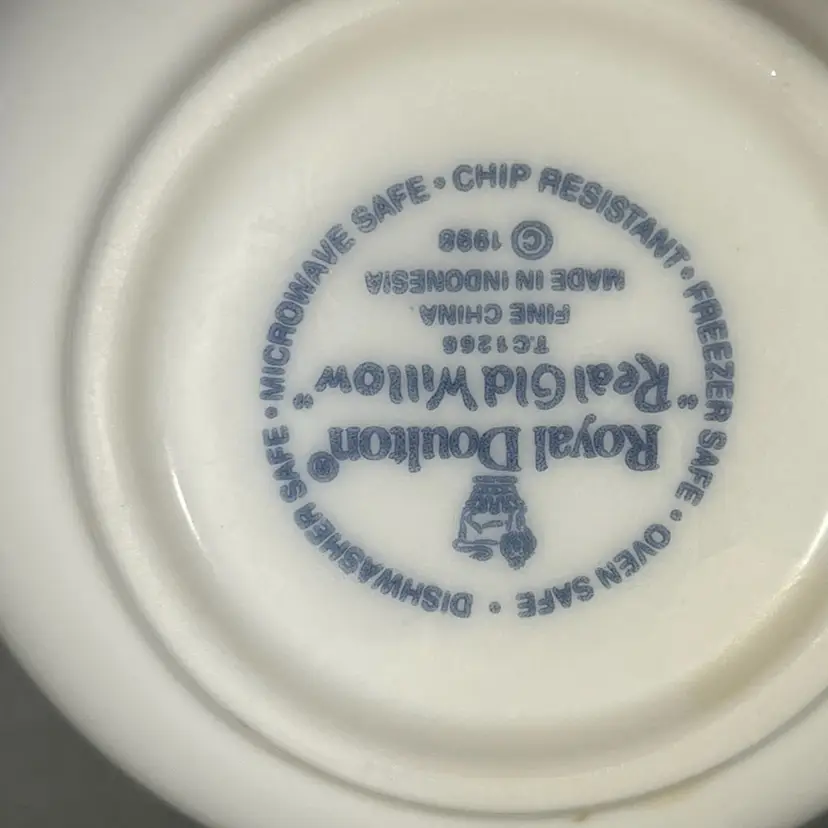 Royal Doulton®
"Real Old Willow"
FINE CHINA
MADE IN INDONESIA
© 1998
DISHWASHER SAFE • MICROWAVE SAFE • CHIP RESISTANT • FREEZER SAFE • OVEN SAFE •